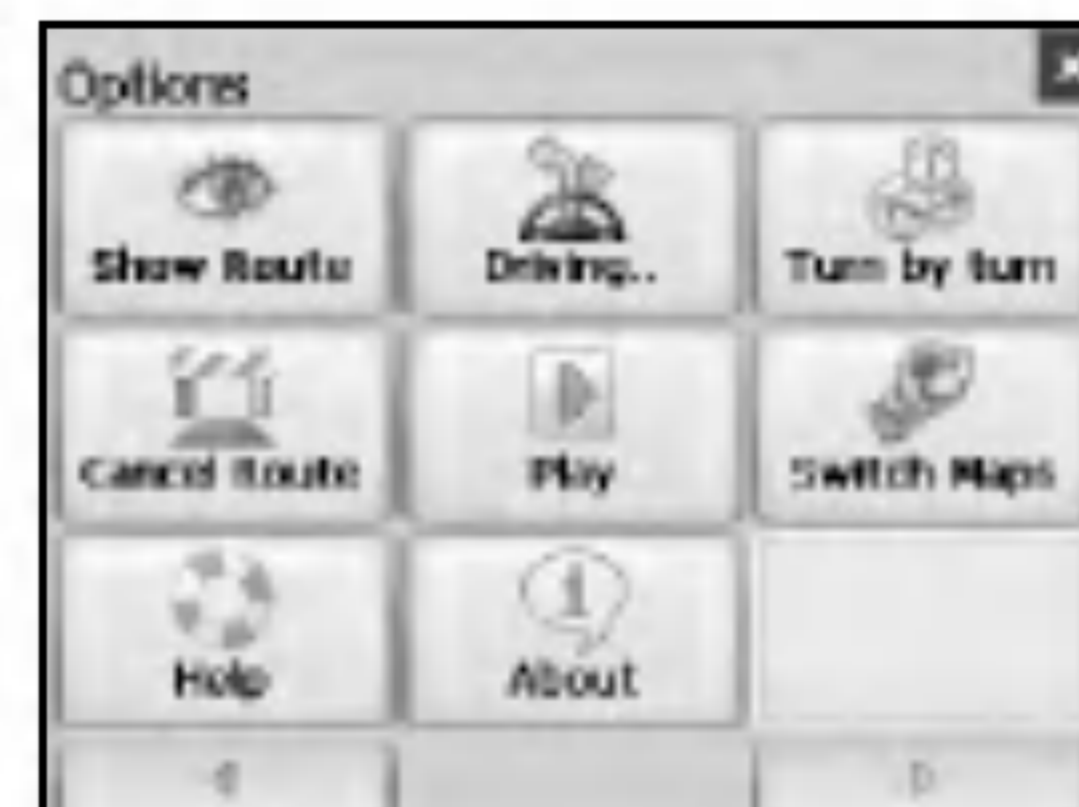 Options
Show Route
Driving..
Turn by turn
Cancel Route
Play
Switch Maps
Help
About